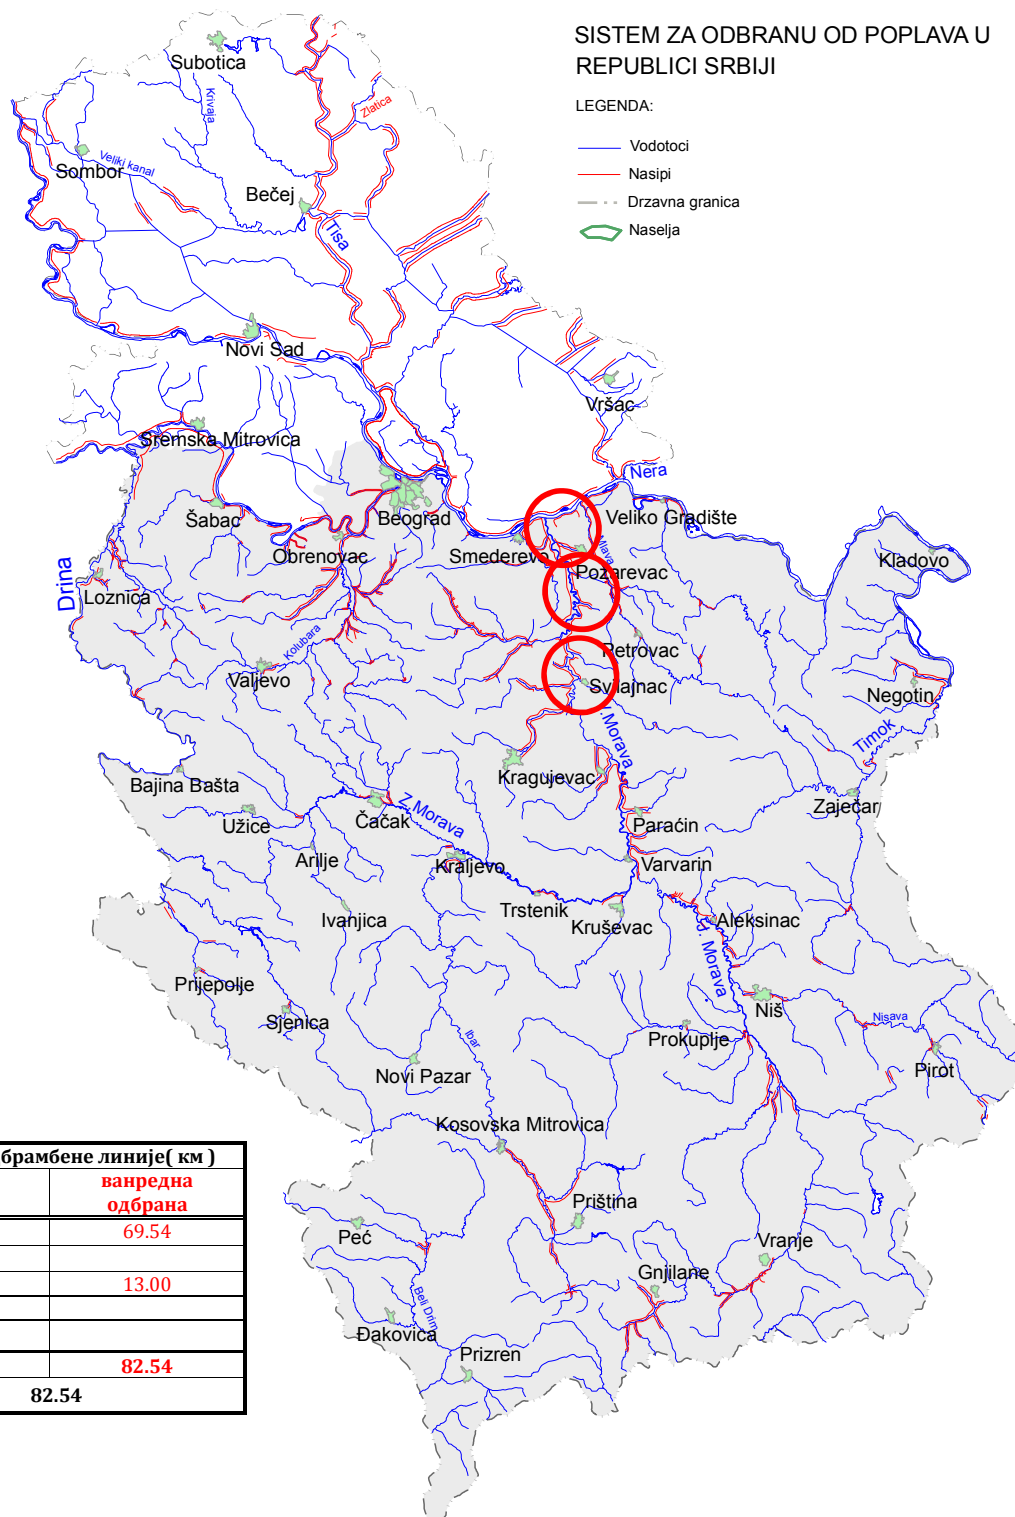 SISTEM ZA ODBRANU OD POPLAVA U
REPUBLICI SRBIJI
LEGENDA:
Vodotoci
Nasipi
Drzavna granica
Naselja
Subotica
Krivaja
Zlatica
Sombor
Veliki kanal
Bečej
Tisa
Novi Sad
Vršac
Sremska Mitrovica
Nera
Šabac
Beograd
Veliko Gradište
Obrenovac
Smederevo
Mlava
Kladovo
Drina
Loznica
Požarevac
Kolubara
Petrovac
Valjevo
Svilajnac
Negotin
V.Morava
Timok
Bajina Bašta
Kragujevac
Z.Morava
Zaječar
Užice
Čačak
Paraćin
Arilje
Kraljevo
Varvarin
Ivanjica
Trstenik
Kruševac
Aleksinac
J. Morava
Prijepolje
Niš
Sjenica
Nisava
Ibar
Prokuplje
Pirot
Novi Pazar
Kosovska Mitrovica
Priština
Peć
Vranje
Gnjilane
Beli Drim
Đakovica
Prizren
брамбене линије( км )
ванредна
одбрана
69.54
13.00
82.54
82.54